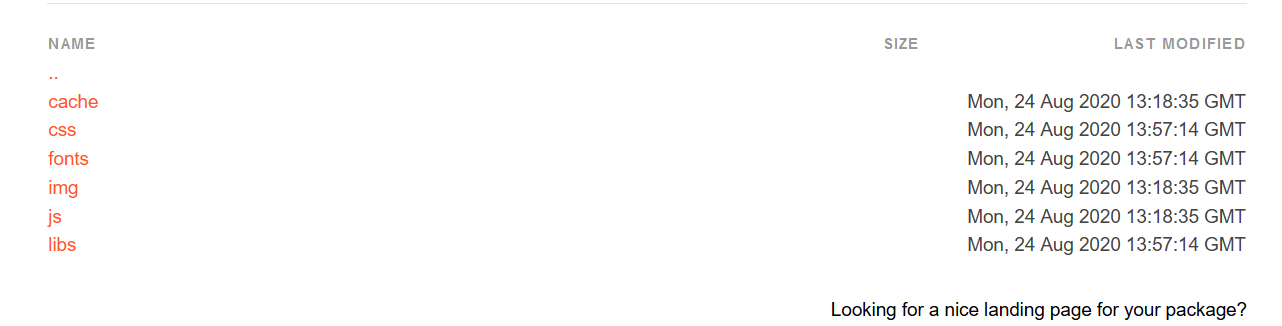 NAME SIZE LAST MODIFIED
..
cache Mon, 24 Aug 2020 13:18:35 GMT
css Mon, 24 Aug 2020 13:57:14 GMT
fonts Mon, 24 Aug 2020 13:57:14 GMT
img Mon, 24 Aug 2020 13:18:35 GMT
js Mon, 24 Aug 2020 13:18:35 GMT
libs Mon, 24 Aug 2020 13:57:14 GMT
Looking for a nice landing page for your package?